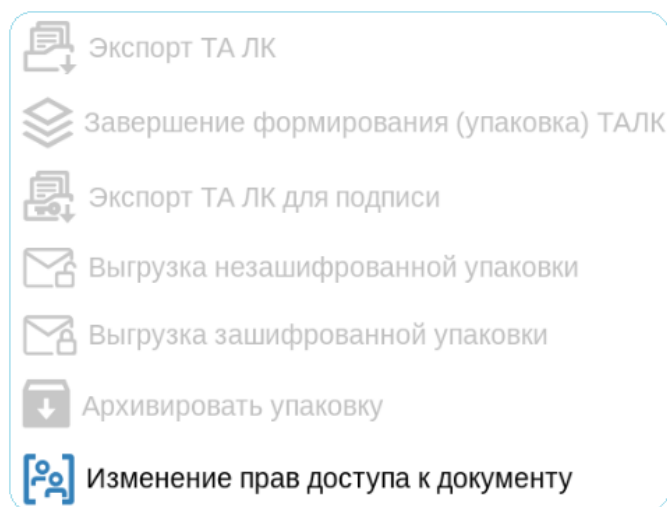 Экспорт ТА ЛК
Завершение формирования (упаковка) ТАЛК
Экспорт ТА ЛК для подписи
Выгрузка незашифрованной упаковки
Выгрузка зашифрованной упаковки
Архивировать упаковку
Изменение прав доступа к документу